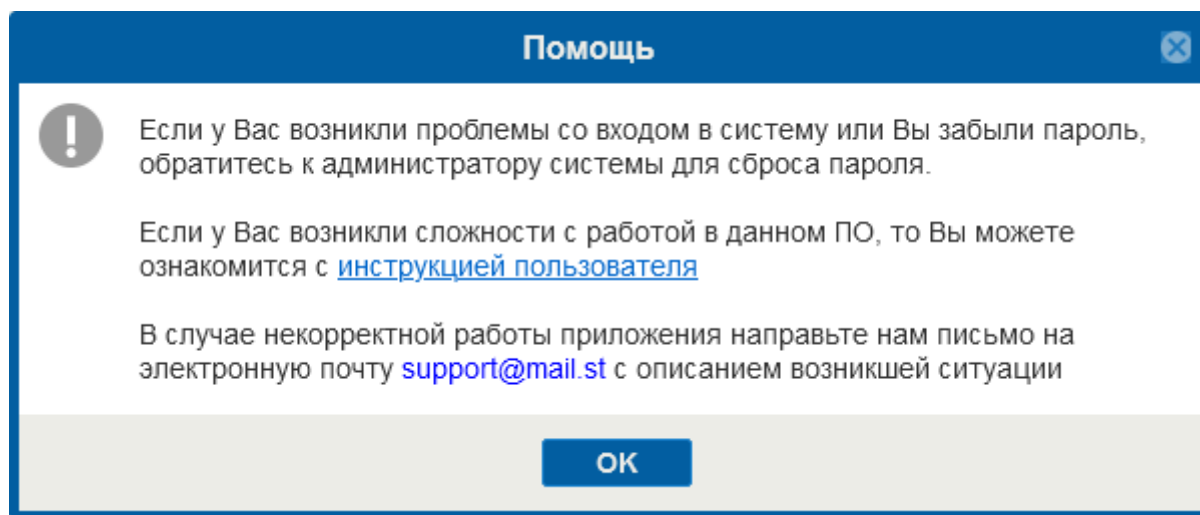 Помощь
Если у Вас возникли проблемы со входом в систему или Вы забыли пароль,
обратитесь к администратору системы для сброса пароля.
Если у Вас возникли сложности с работой в данном ПО, то Вы можете
ознакомится с инструкцией пользователя
В случае некорректной работы приложения направьте нам письмо на
электронную почту support@mail.st с описанием возникшей ситуации
ОК